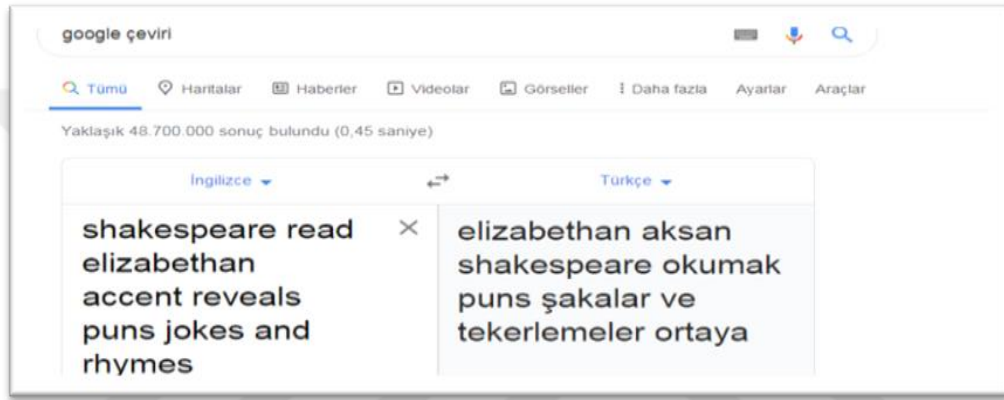 google çeviri
Tümü Haritalar Haberler Videolar Görseller Daha fazla Ayarlar Araçlar
Yaklaşık 48.700.000 sonuç bulundu (0,45 saniye)
İngilizce Türkçe
shakespeare read
elizabethan
accent reveals
puns jokes and
rhymes
elizabethan aksan
shakespeare okumak
puns şakalar ve
tekerlemeler ortaya